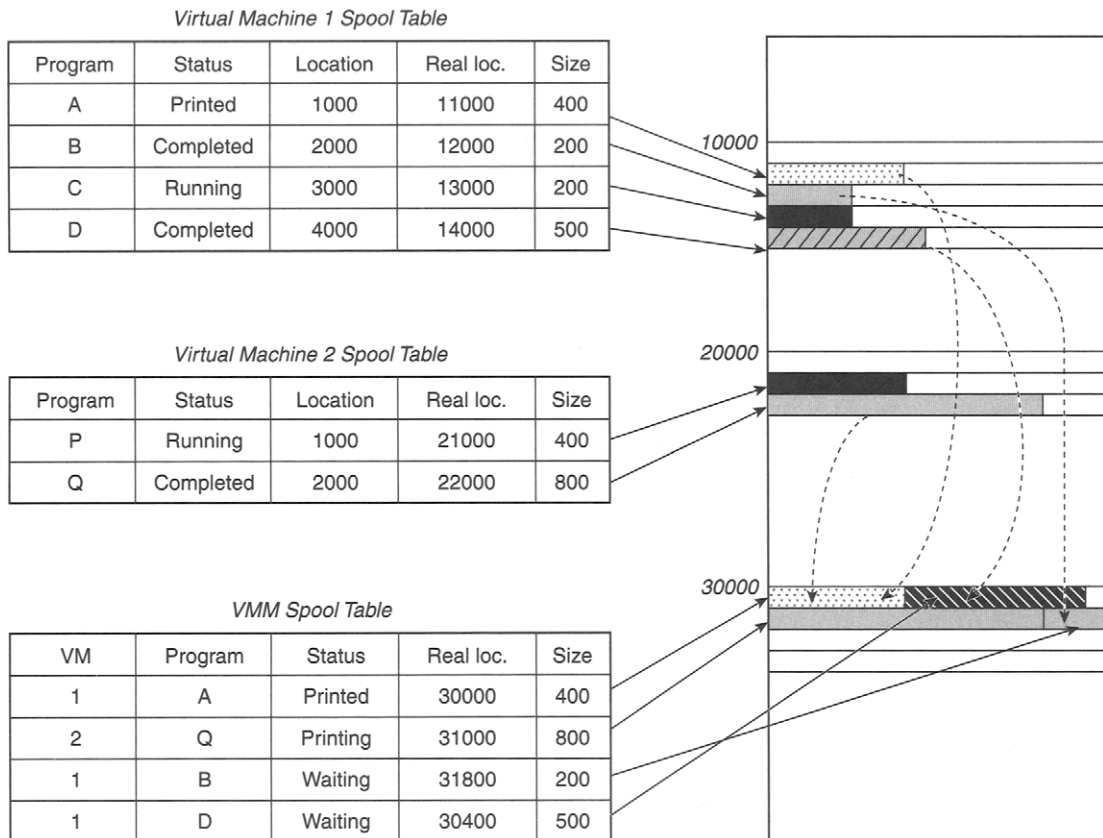 Virtual Machine 1 Spool Table
Program Status Location Real loc. Size
A Printed 1000 11000 400
B Completed 2000 12000 200
C Running 3000 13000 200
D Completed 4000 14000 500
10000
Virtual Machine 2 Spool Table
Program Status Location Real loc. Size
P Running 1000 21000 400
Q Completed 2000 22000 800
20000
VMM Spool Table
VM Program Status Real loc. Size
1 A Printed 30000 400
2 Q Printing 31000 800
1 B Waiting 31800 200
1 D Waiting 30400 500
30000